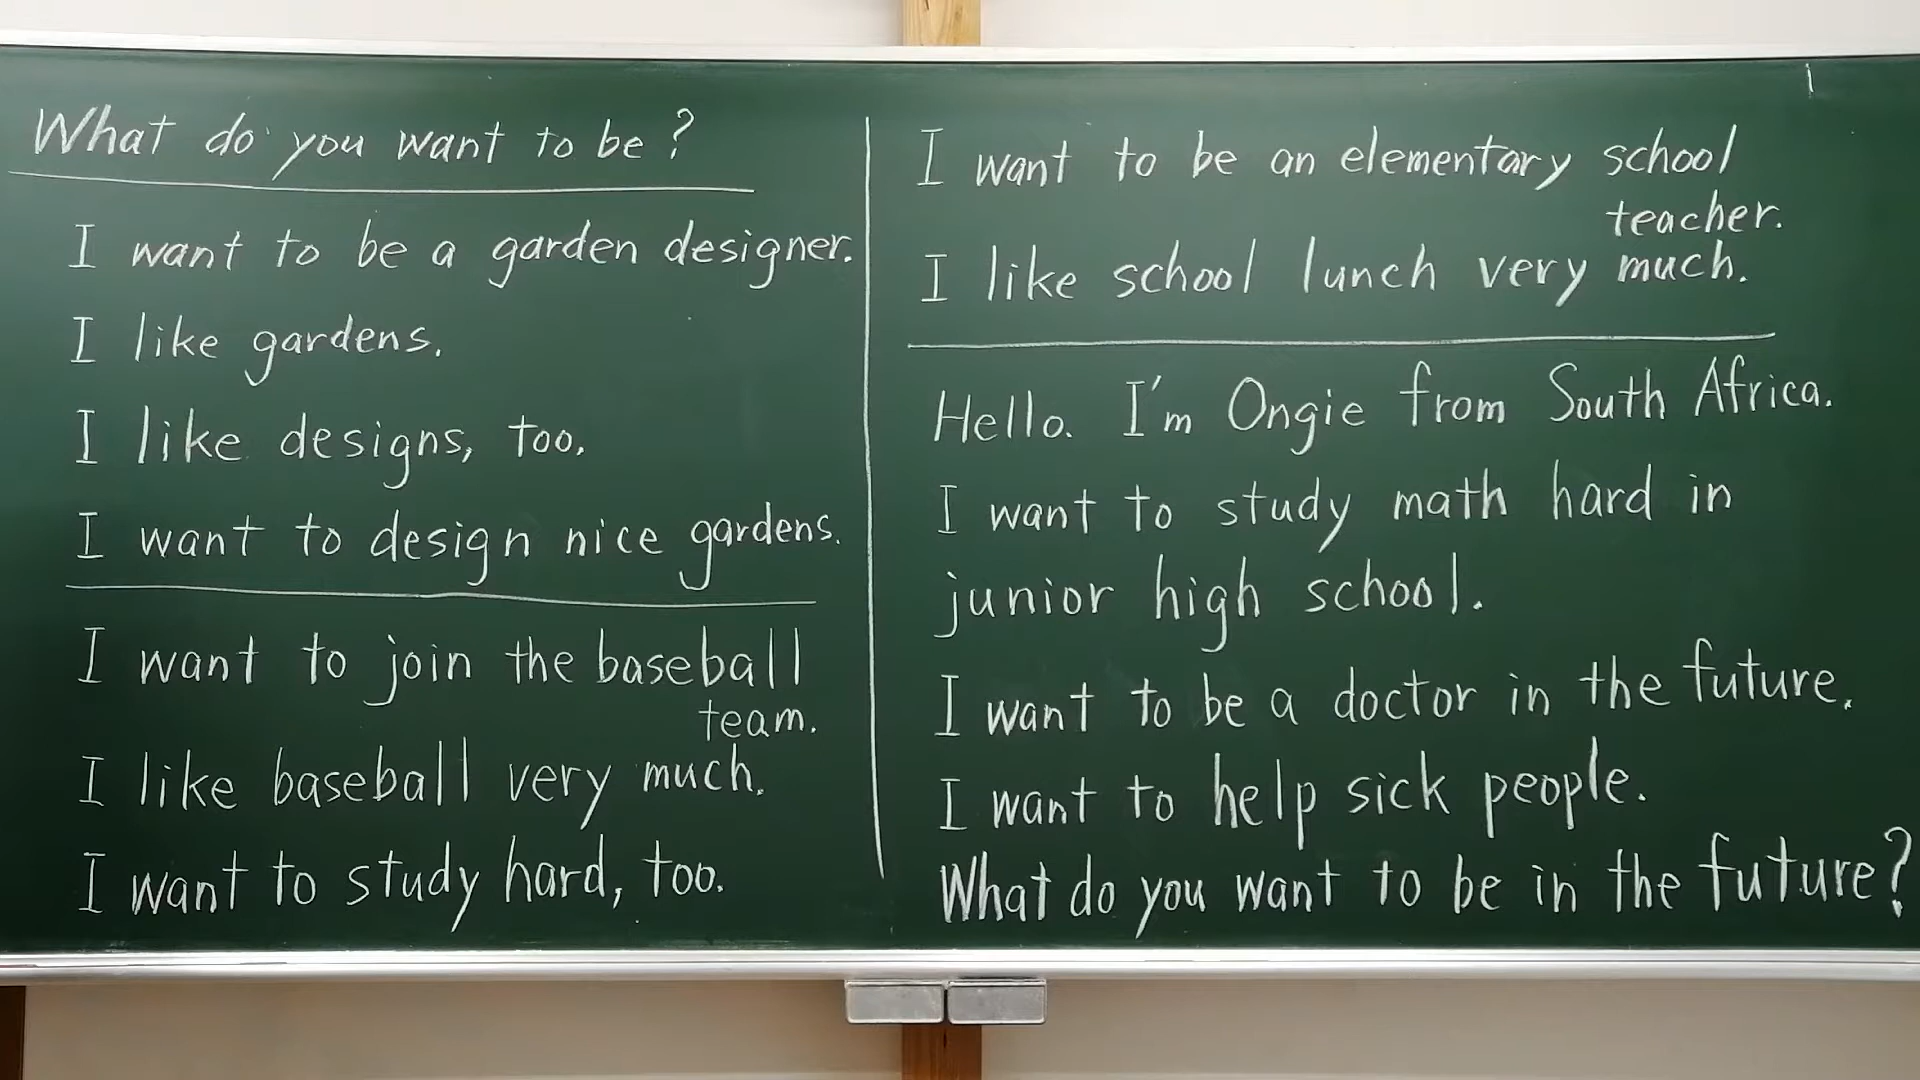 What do you want to be?
I want to be a garden designer.
I like gardens.
I like designs, too.
I want to design nice gardens.
I want to join the baseball
team.
I like baseball very much.
I want to study hard, too.
I want to be an elementary school
teacher.
I like school lunch very much.
Hello. I'm Ongie from South Africa.
I want to study math hard in
junior high school.
I want to be a doctor in the future.
I want to help sick people.
What do you want to be in the future?